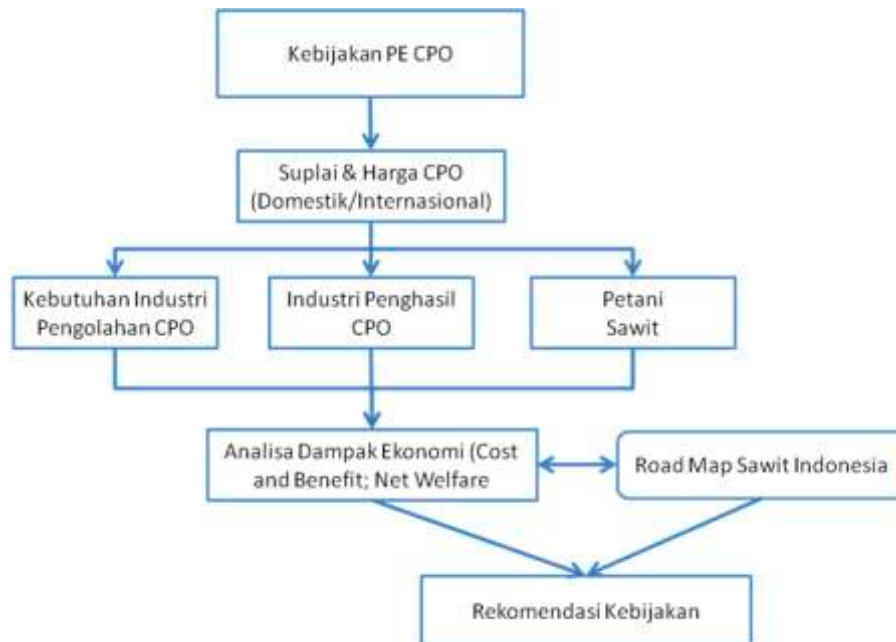 Kebijakan PE CPO
Suplai & Harga CPO
(Domestik/Internasional)
Kebutuhan Industri
Pengolahan CPO
Industri Penghasil
CPO
Petani
Sawit
Analisa Dampak Ekonomi (Cost
and Benefit; Net Welfare
Road Map Sawit Indonesia
Rekomendasi Kebijakan